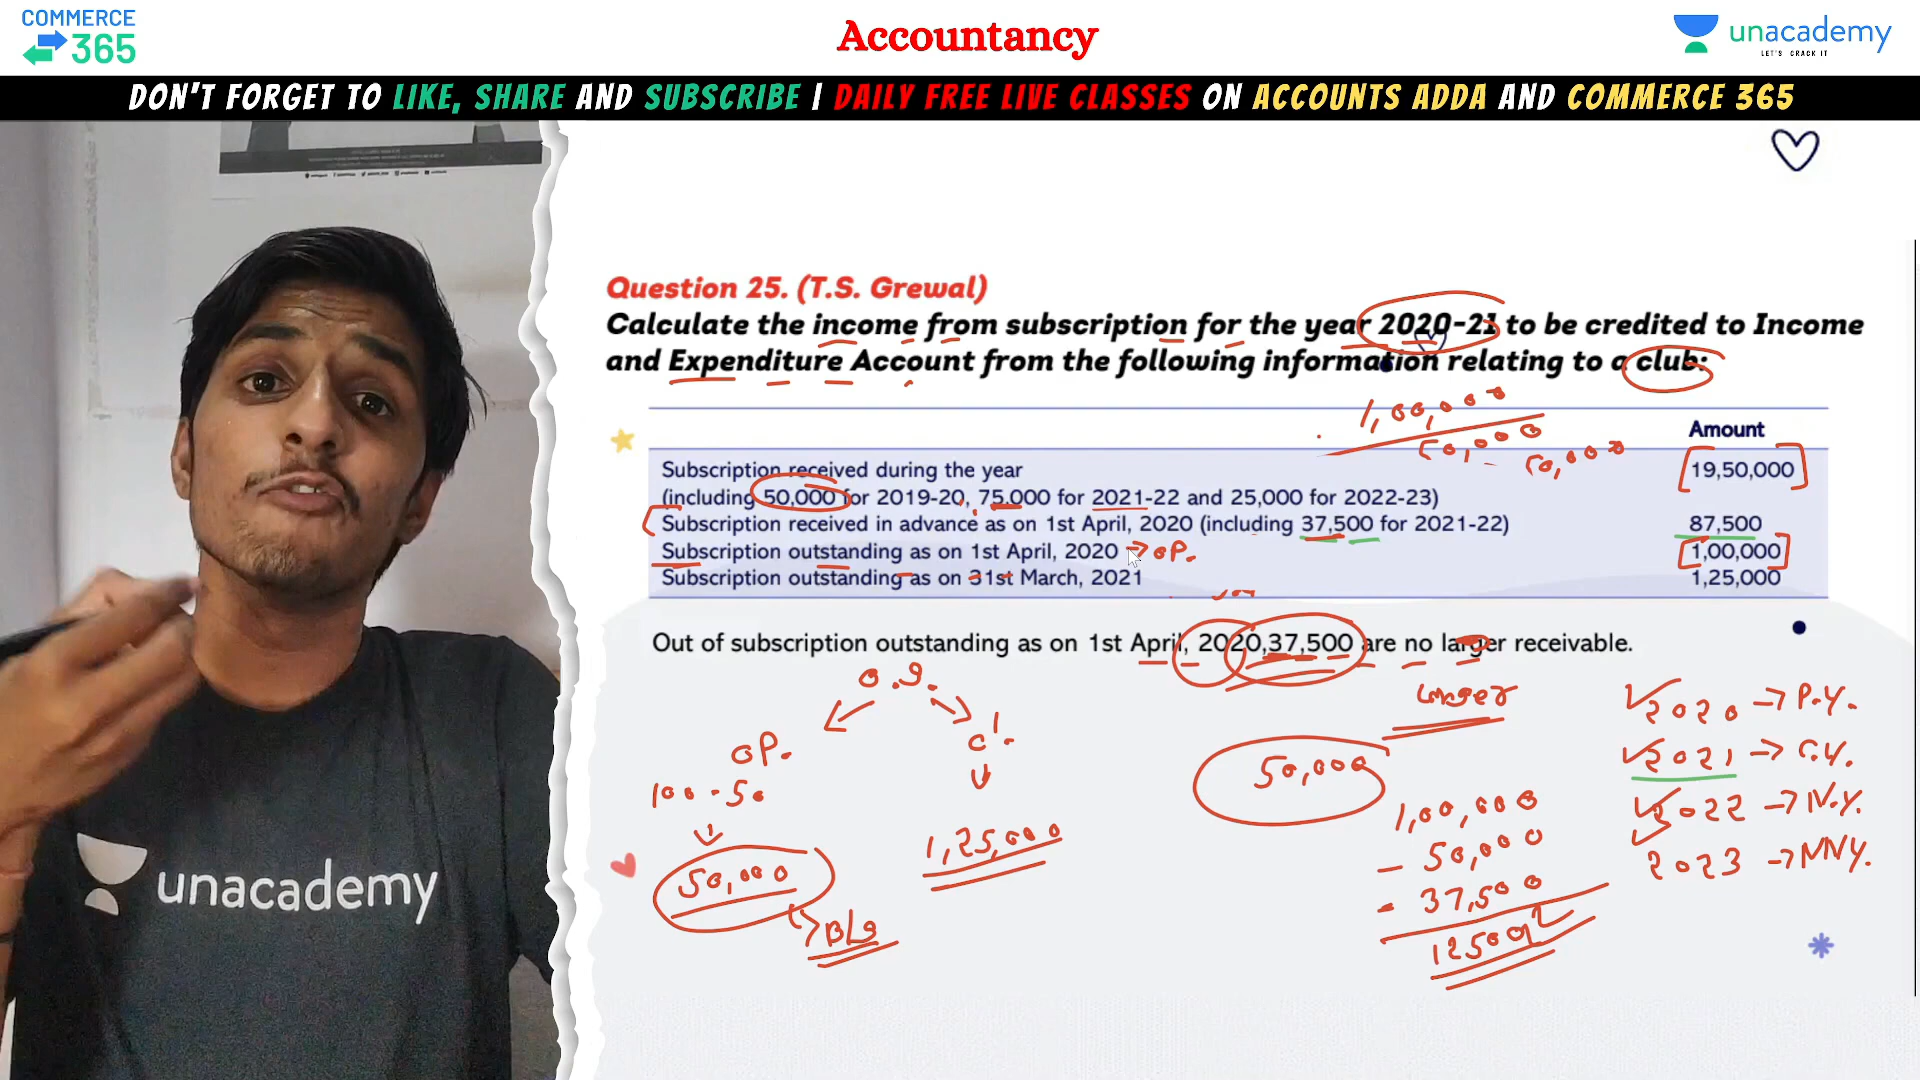 COMMERCE
365
Accountancy
unacademy
LET'S CRACK IT
DON'T FORGET TO LIKE, SHARE AND SUBSCRIBE | DAILY FREE LIVE CLASSES ON ACCOUNTS ADDA AND COMMERCE 365
Question 25. (T.S. Grewal)
Calculate the income from subscription for the year 2020-21 to be credited to Income
and Expenditure Account from the following information relating to a club:
1,00,000
50,000
50,000
Amount
Subscription received during the year 19,50,000
(including 50,000 for 2019-20, 75,000 for 2021-22 and 25,000 for 2022-23)
Subscription received in advance as on 1st April, 2020 (including 37,500 for 2021-22) 87,500
Subscription outstanding as on 1st April, 2020 → OP. 1,00,000
Subscription outstanding as on 31st March, 2021 1,25,000
Out of subscription outstanding as on 1st April, 2020,37,500 are no larger receivable.
O.S.
Longer
OP.
Cl.
100-50
50,000
1,25,000
B/S
50,000
1,00,000
- 50,000
- 37,500
12500
2020 → P.Y.
2021 → C.Y.
2022 → N.Y.
2023 → NNY.
unacademy